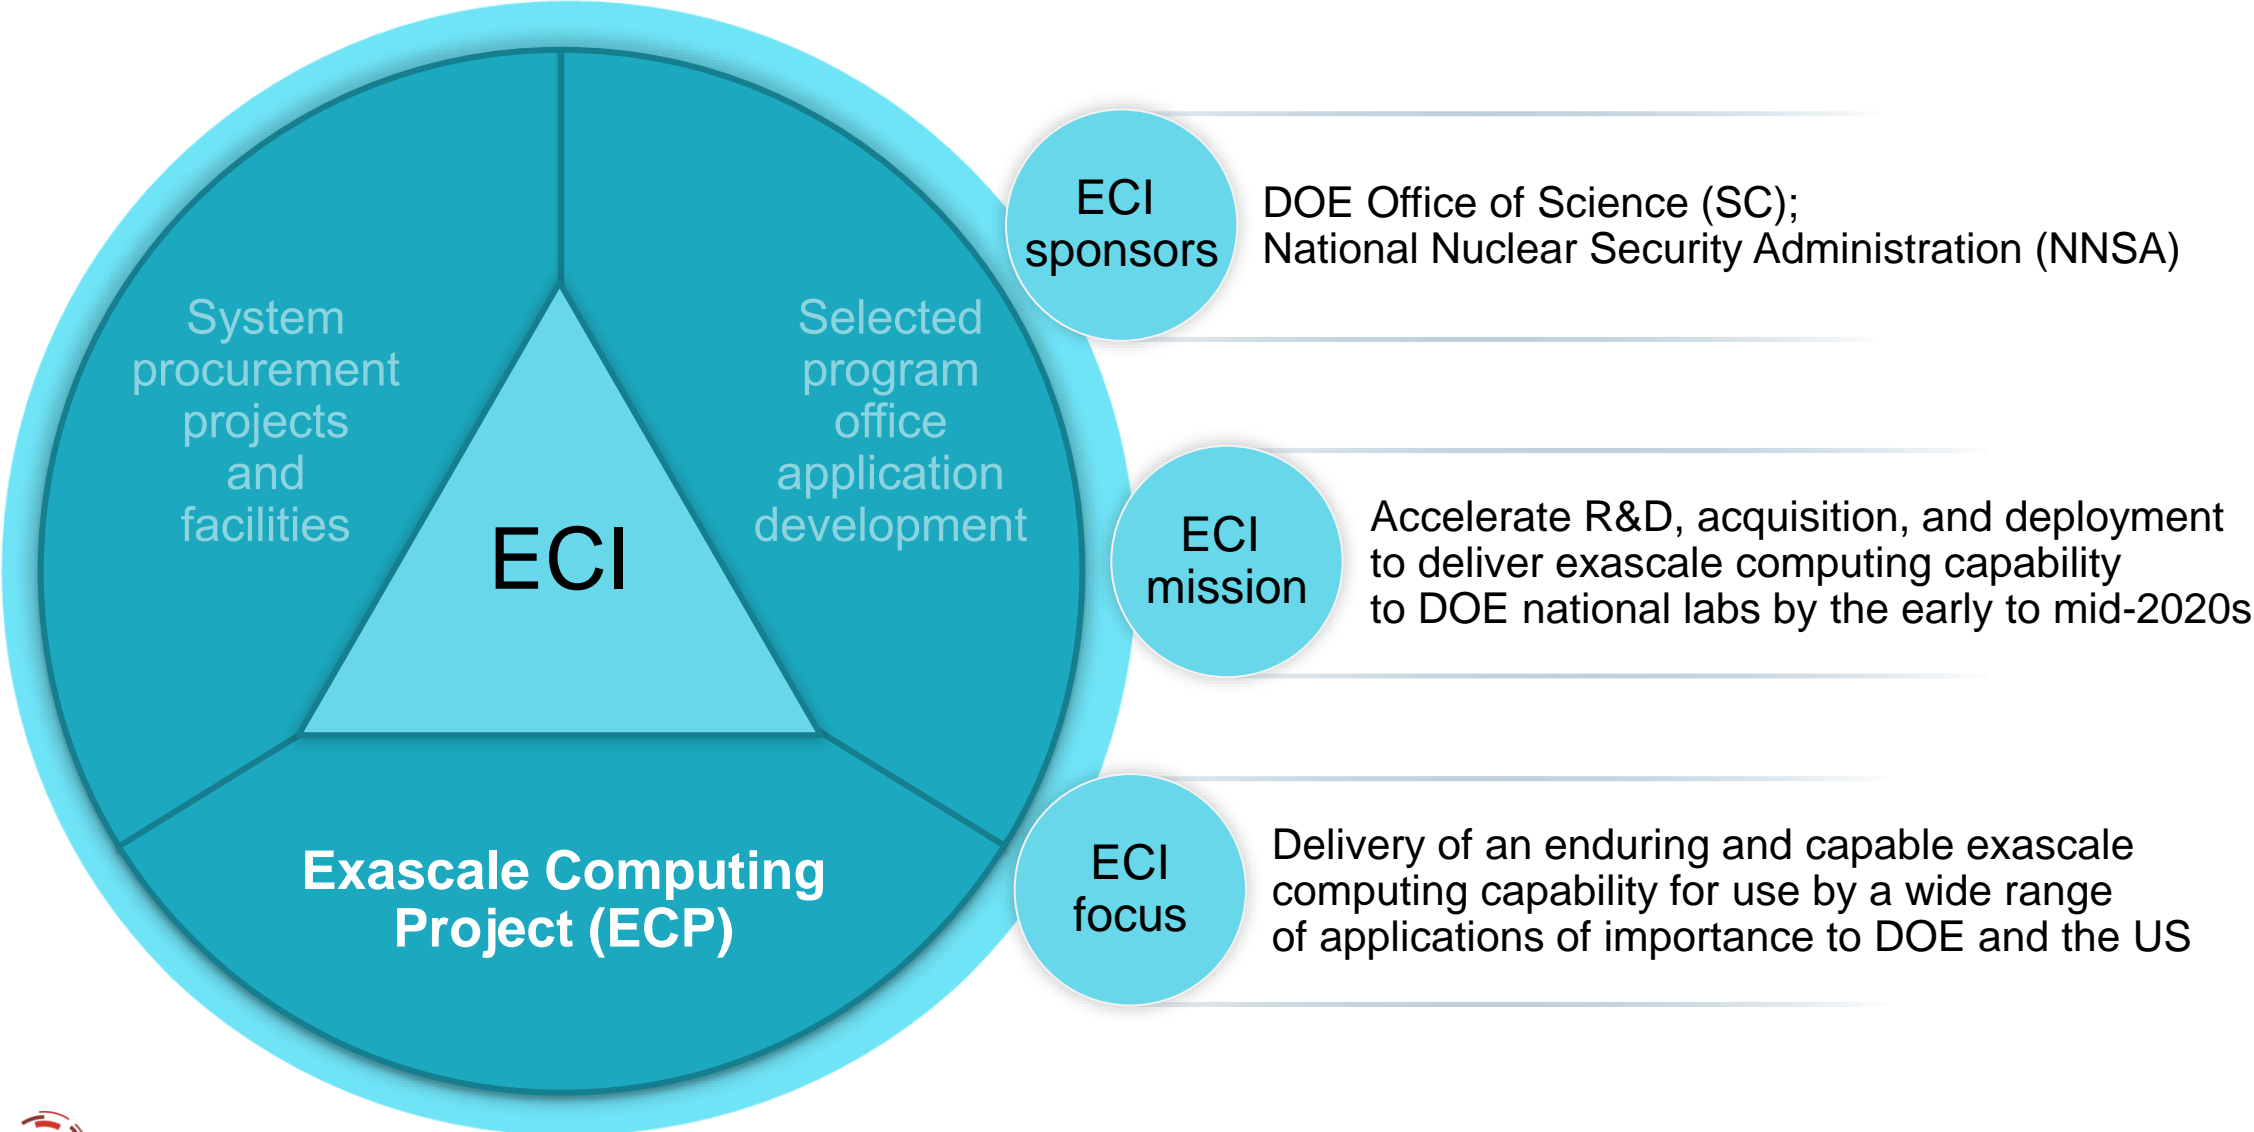 System
procurement
projects
and
facilities
Selected
program
office
application
development
ECI
Exascale Computing
Project (ECP)
ECI
sponsors
DOE Office of Science (SC);
National Nuclear Security Administration (NNSA)
ECI
mission
Accelerate R&D, acquisition, and deployment
to deliver exascale computing capability
to DOE national labs by the early to mid-2020s
ECI
focus
Delivery of an enduring and capable exascale
computing capability for use by a wide range
of applications of importance to DOE and the US